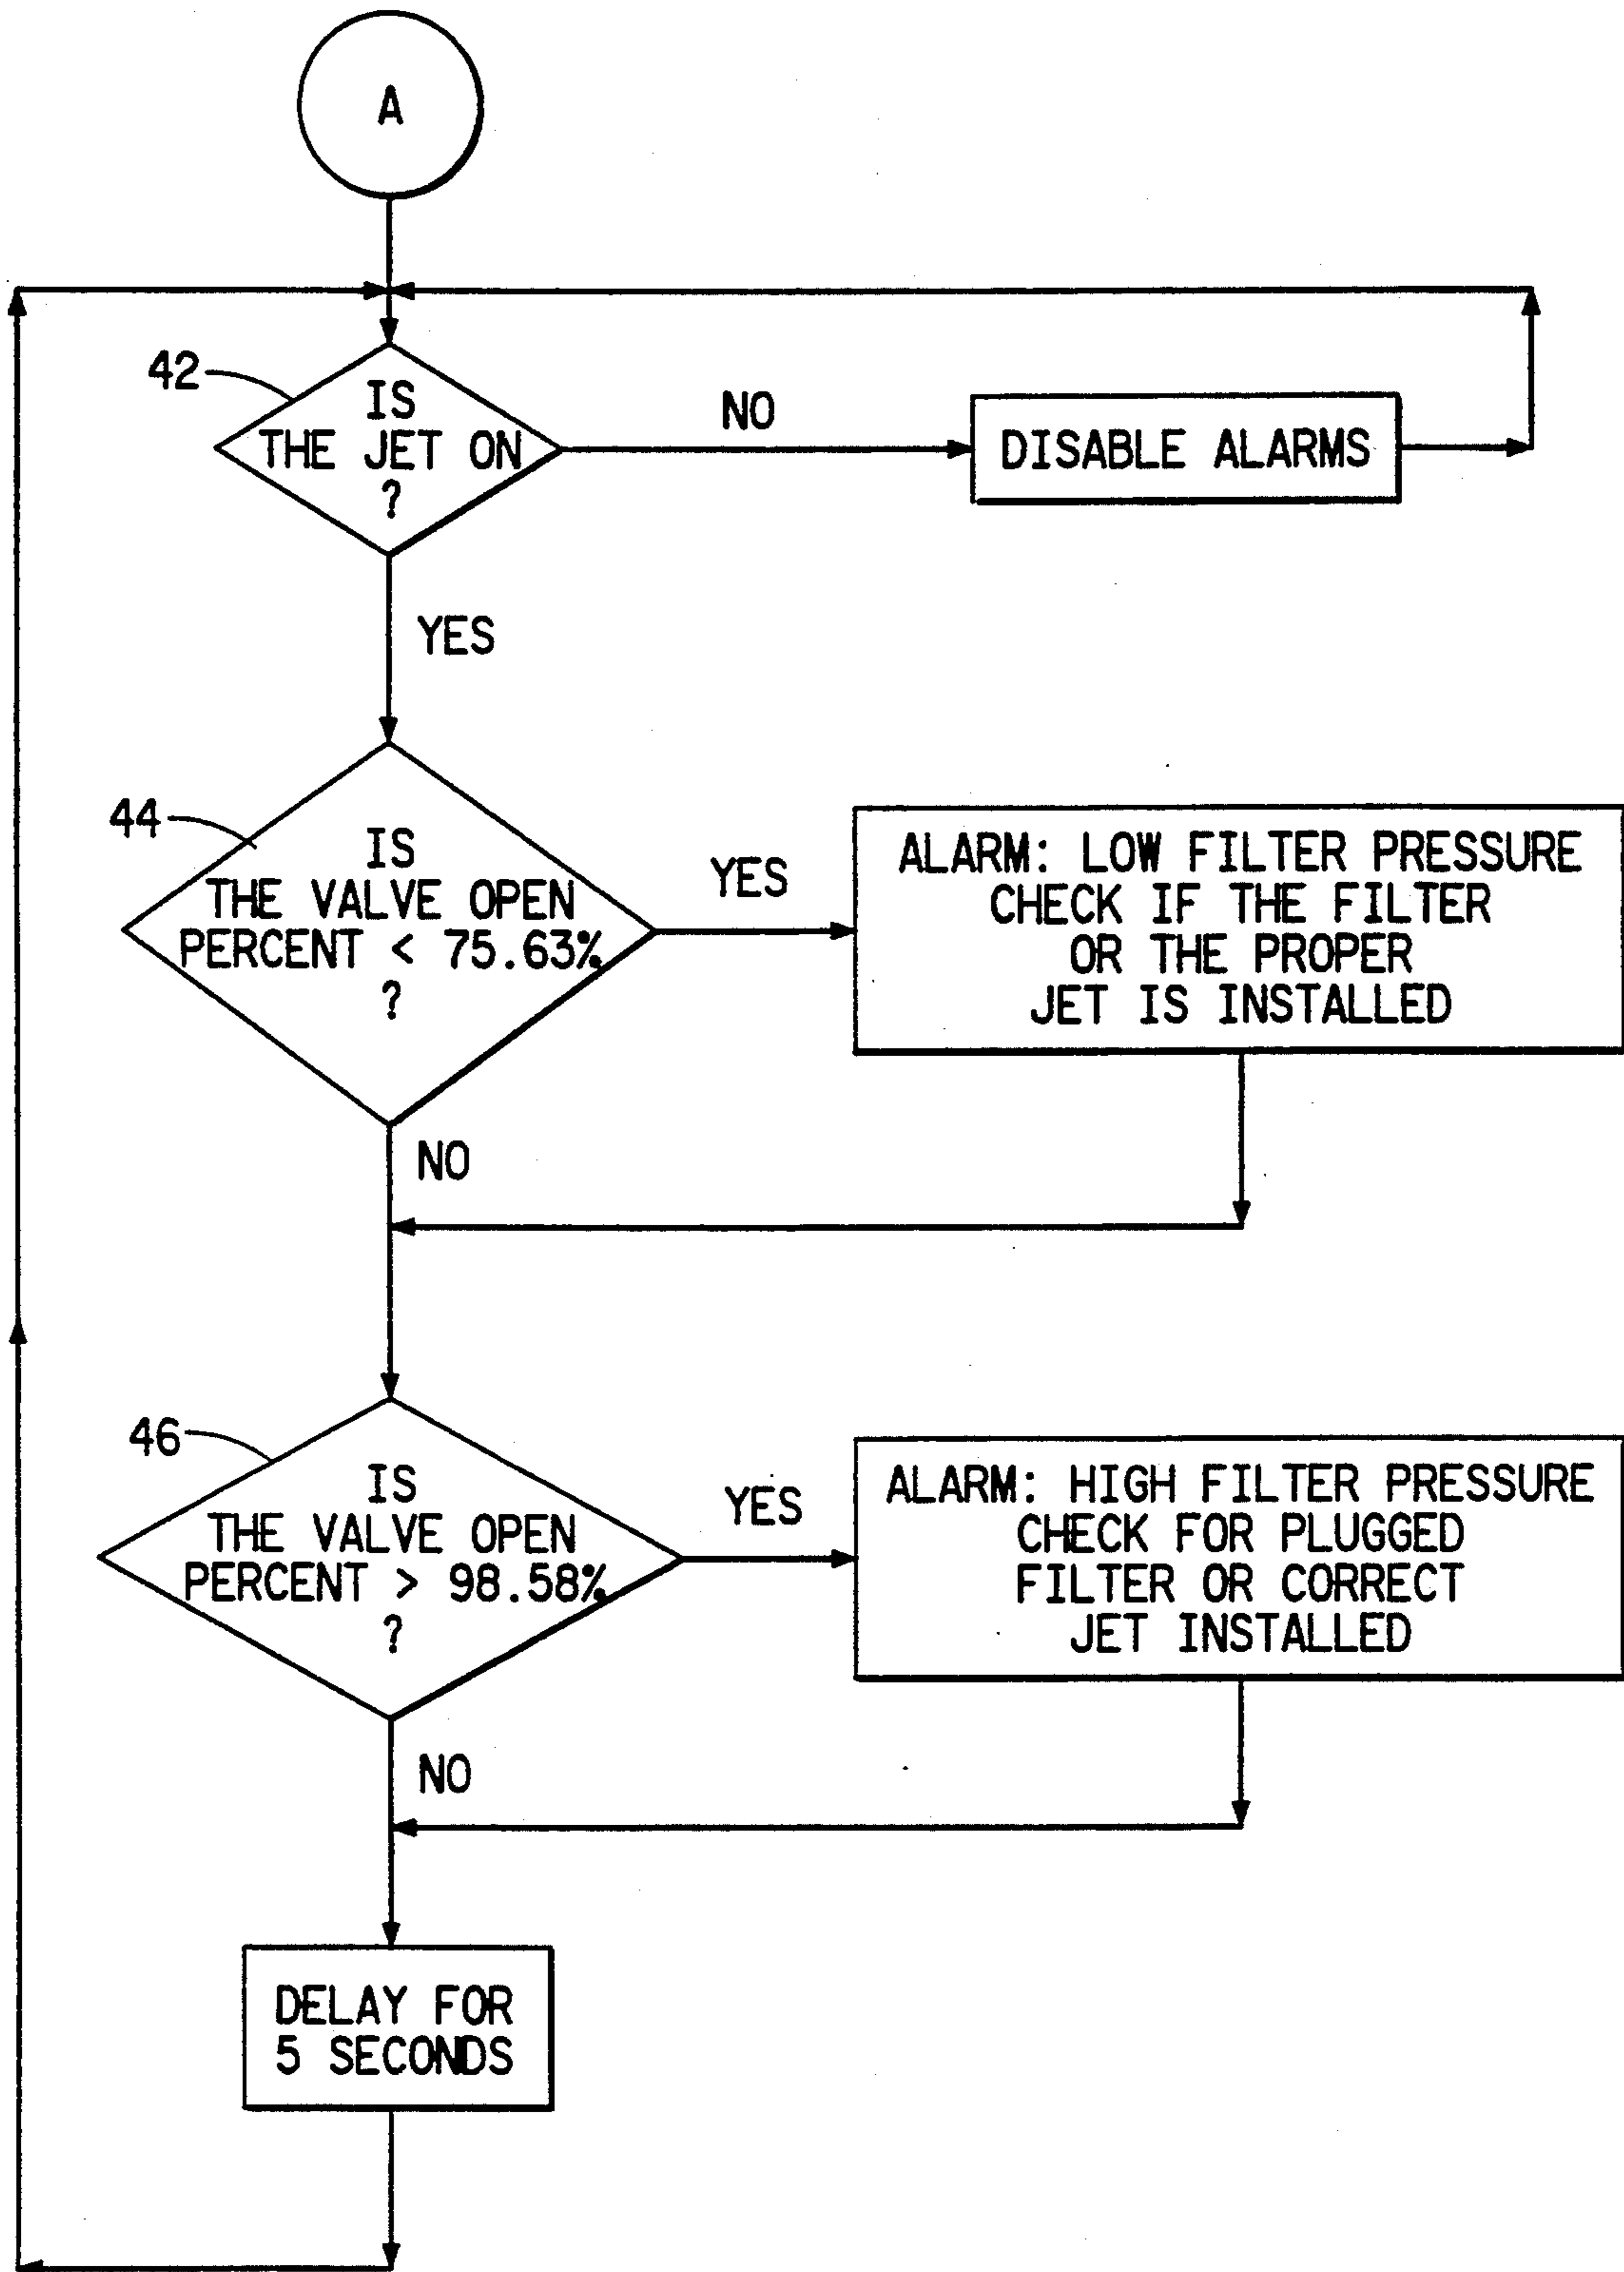 A
42
IS
THE JET ON
?
NO
DISABLE ALARMS
YES
44
IS
THE VALVE OPEN
PERCENT < 75.63%
?
YES
ALARM: LOW FILTER PRESSURE
CHECK IF THE FILTER
OR THE PROPER
JET IS INSTALLED
NO
46
IS
THE VALVE OPEN
PERCENT > 98.58%
?
YES
ALARM: HIGH FILTER PRESSURE
CHECK FOR PLUGGED
FILTER OR CORRECT
JET INSTALLED
NO
DELAY FOR
5 SECONDS